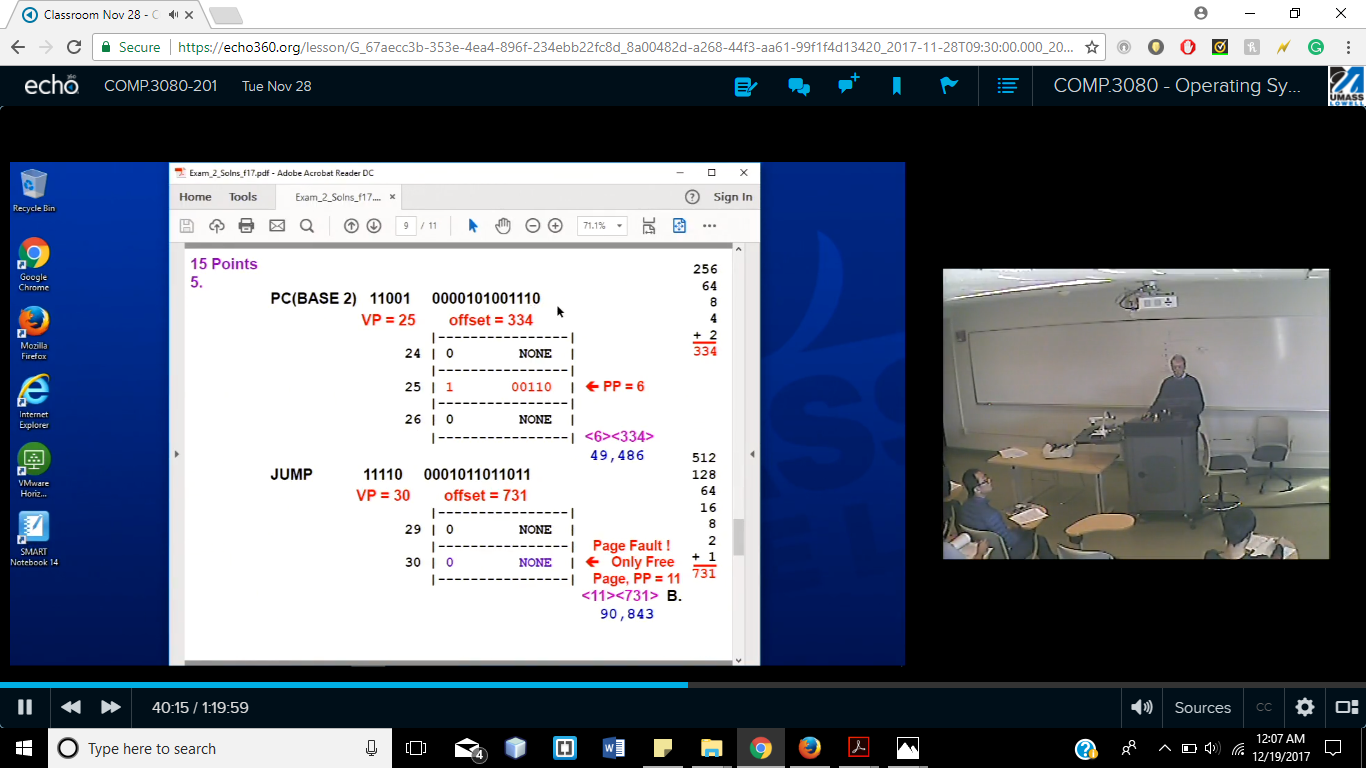 Classroom Nov 28 - C
Secure
https://echo360.org/lesson/G_67aecc3b-353e-4ea4-896f-234ebb22fc8d_8a00482d-a268-44f3-aa61-99f1f4d13420_2017-11-28T09:30:00.000_20...
echo
COMP.3080-201
Tue Nov 28
COMP.3080 - Operating Sy...
UMASS
LOWELL
Exam_2_Solns_f17.pdf - Adobe Acrobat Reader DC
Home
Tools
Exam_2_Solns_f17....
Sign In
9 / 11
71.1%
Recycle Bin
Google Chrome
Mozilla Firefox
Internet Explorer
VMware Horiz...
SMART Notebook 14
15 Points
5.
PC(BASE 2) 11001 0000101001110
VP = 25 offset = 334
|-----------------|
24 | 0 NONE |
|-----------------|
25 | 1 00110 | ← PP = 6
|-----------------|
26 | 0 NONE |
|-----------------|
<6><334>
49,486
256
64
8
4
+ 2
334
JUMP 11110 0001011011011
VP = 30 offset = 731
|-----------------|
29 | 0 NONE |
|-----------------|
30 | 0 NONE |
|-----------------|
Page Fault !
← Only Free
Page, PP = 11
<11><731> B.
90,843
512
128
64
16
8
2
+ 1
731
40:15 / 1:19:59
Sources
CC
Type here to search
4
12:07 AM
12/19/2017